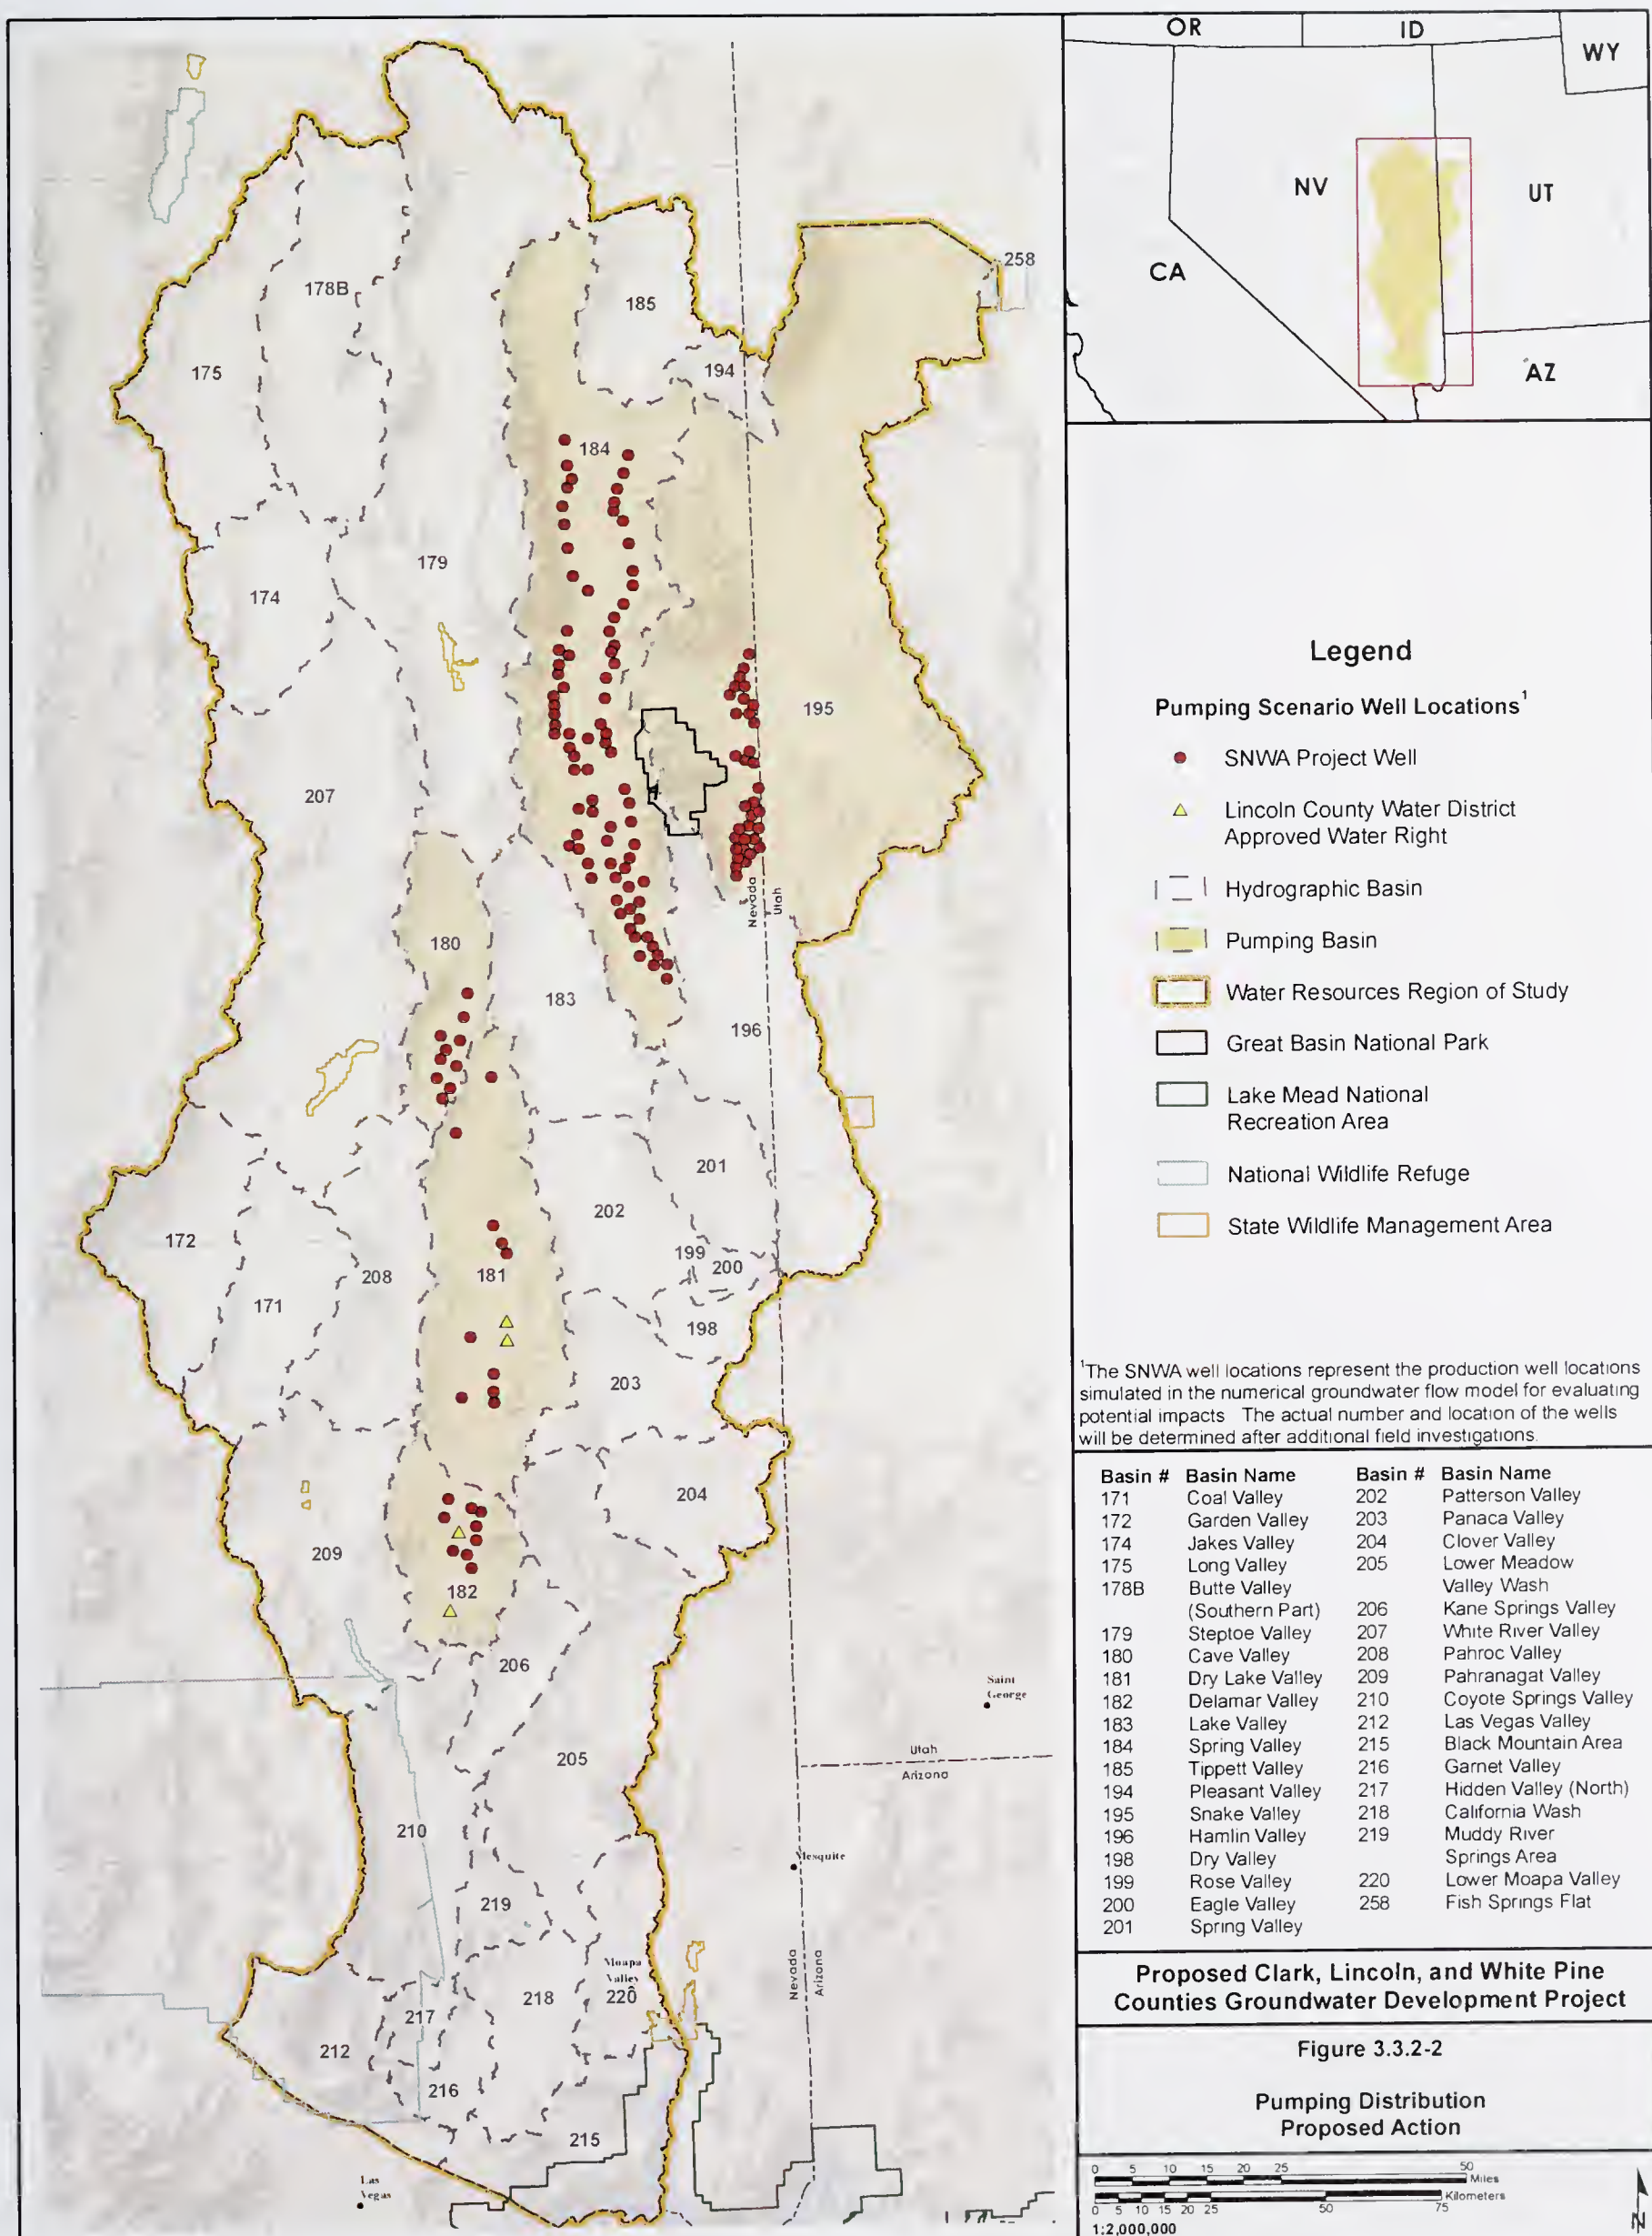 OR
ID
WY
NV
UT
CA
AZ
258
178B
185
175
194
184
179
174
195
207
Nevada
Utah
180
183
196
201
202
172
199
200
208
181
171
198
203
204
209
182
206
Saint
George
Utah
Arizona
205
210
Mesquite
219
Nevada
Arizona
Moapa
Valley
218
220
217
212
216
215
Las
Vegas
Legend
Pumping Scenario Well Locations1
SNWA Project Well
Lincoln County Water District
Approved Water Right
Hydrographic Basin
Pumping Basin
Water Resources Region of Study
Great Basin National Park
Lake Mead National
Recreation Area
National Wildlife Refuge
State Wildlife Management Area
1The SNWA well locations represent the production well locations
simulated in the numerical groundwater flow model for evaluating
potential impacts The actual number and location of the wells
will be determined after additional field investigations.
Basin # Basin Name Basin # Basin Name
171 Coal Valley 202 Patterson Valley
172 Garden Valley 203 Panaca Valley
174 Jakes Valley 204 Clover Valley
175 Long Valley 205 Lower Meadow
178B Butte Valley Valley Wash
(Southern Part) 206 Kane Springs Valley
179 Steptoe Valley 207 White River Valley
180 Cave Valley 208 Pahroc Valley
181 Dry Lake Valley 209 Pahranagat Valley
182 Delamar Valley 210 Coyote Springs Valley
183 Lake Valley 212 Las Vegas Valley
184 Spring Valley 215 Black Mountain Area
185 Tippett Valley 216 Garnet Valley
194 Pleasant Valley 217 Hidden Valley (North)
195 Snake Valley 218 California Wash
196 Hamlin Valley 219 Muddy River
198 Dry Valley Springs Area
199 Rose Valley 220 Lower Moapa Valley
200 Eagle Valley 258 Fish Springs Flat
201 Spring Valley
Proposed Clark, Lincoln, and White Pine
Counties Groundwater Development Project
Figure 3.3.2-2
Pumping Distribution
Proposed Action
0 5 10 15 20 25 50
Miles
Kilometers
0 5 10 15 20 25 50 75
1:2,000,000
N